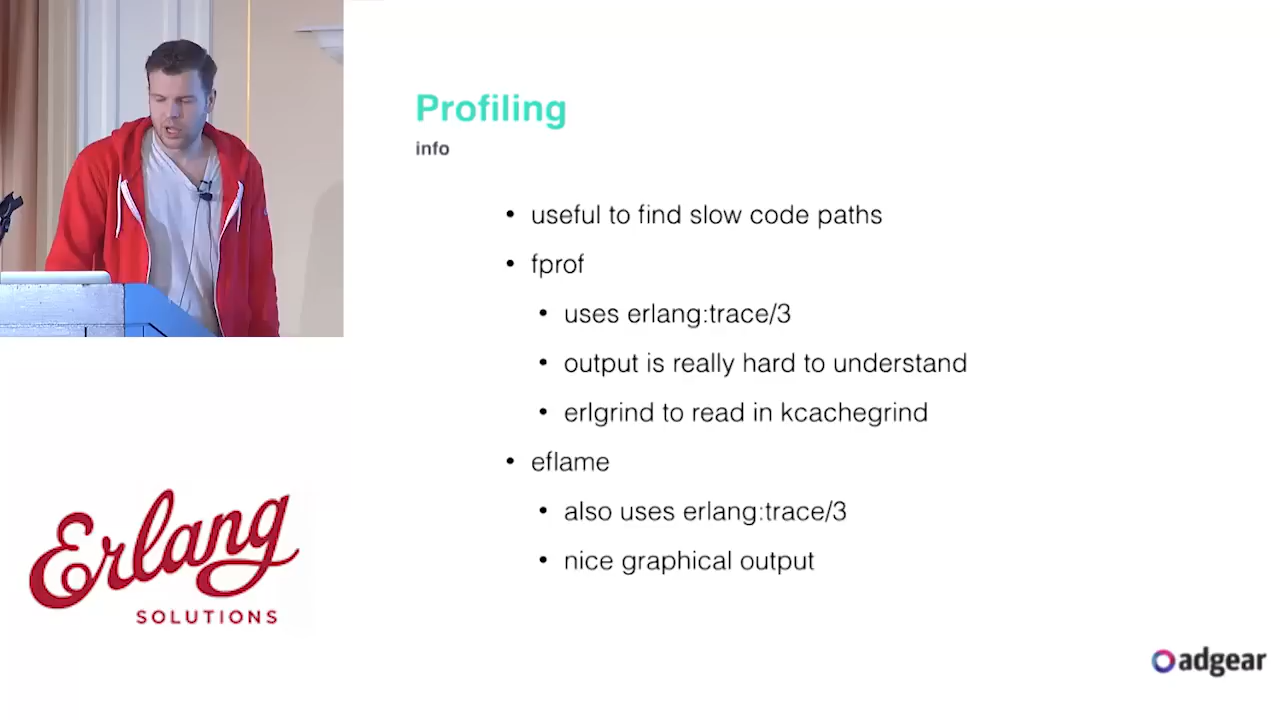 Profiling
info
• useful to find slow code paths
• fprof
• uses erlang:trace/3
• output is really hard to understand
• erlgrind to read in kcachegrind
• eflame
• also uses erlang:trace/3
• nice graphical output
Erlang
SOLUTIONS
adgear